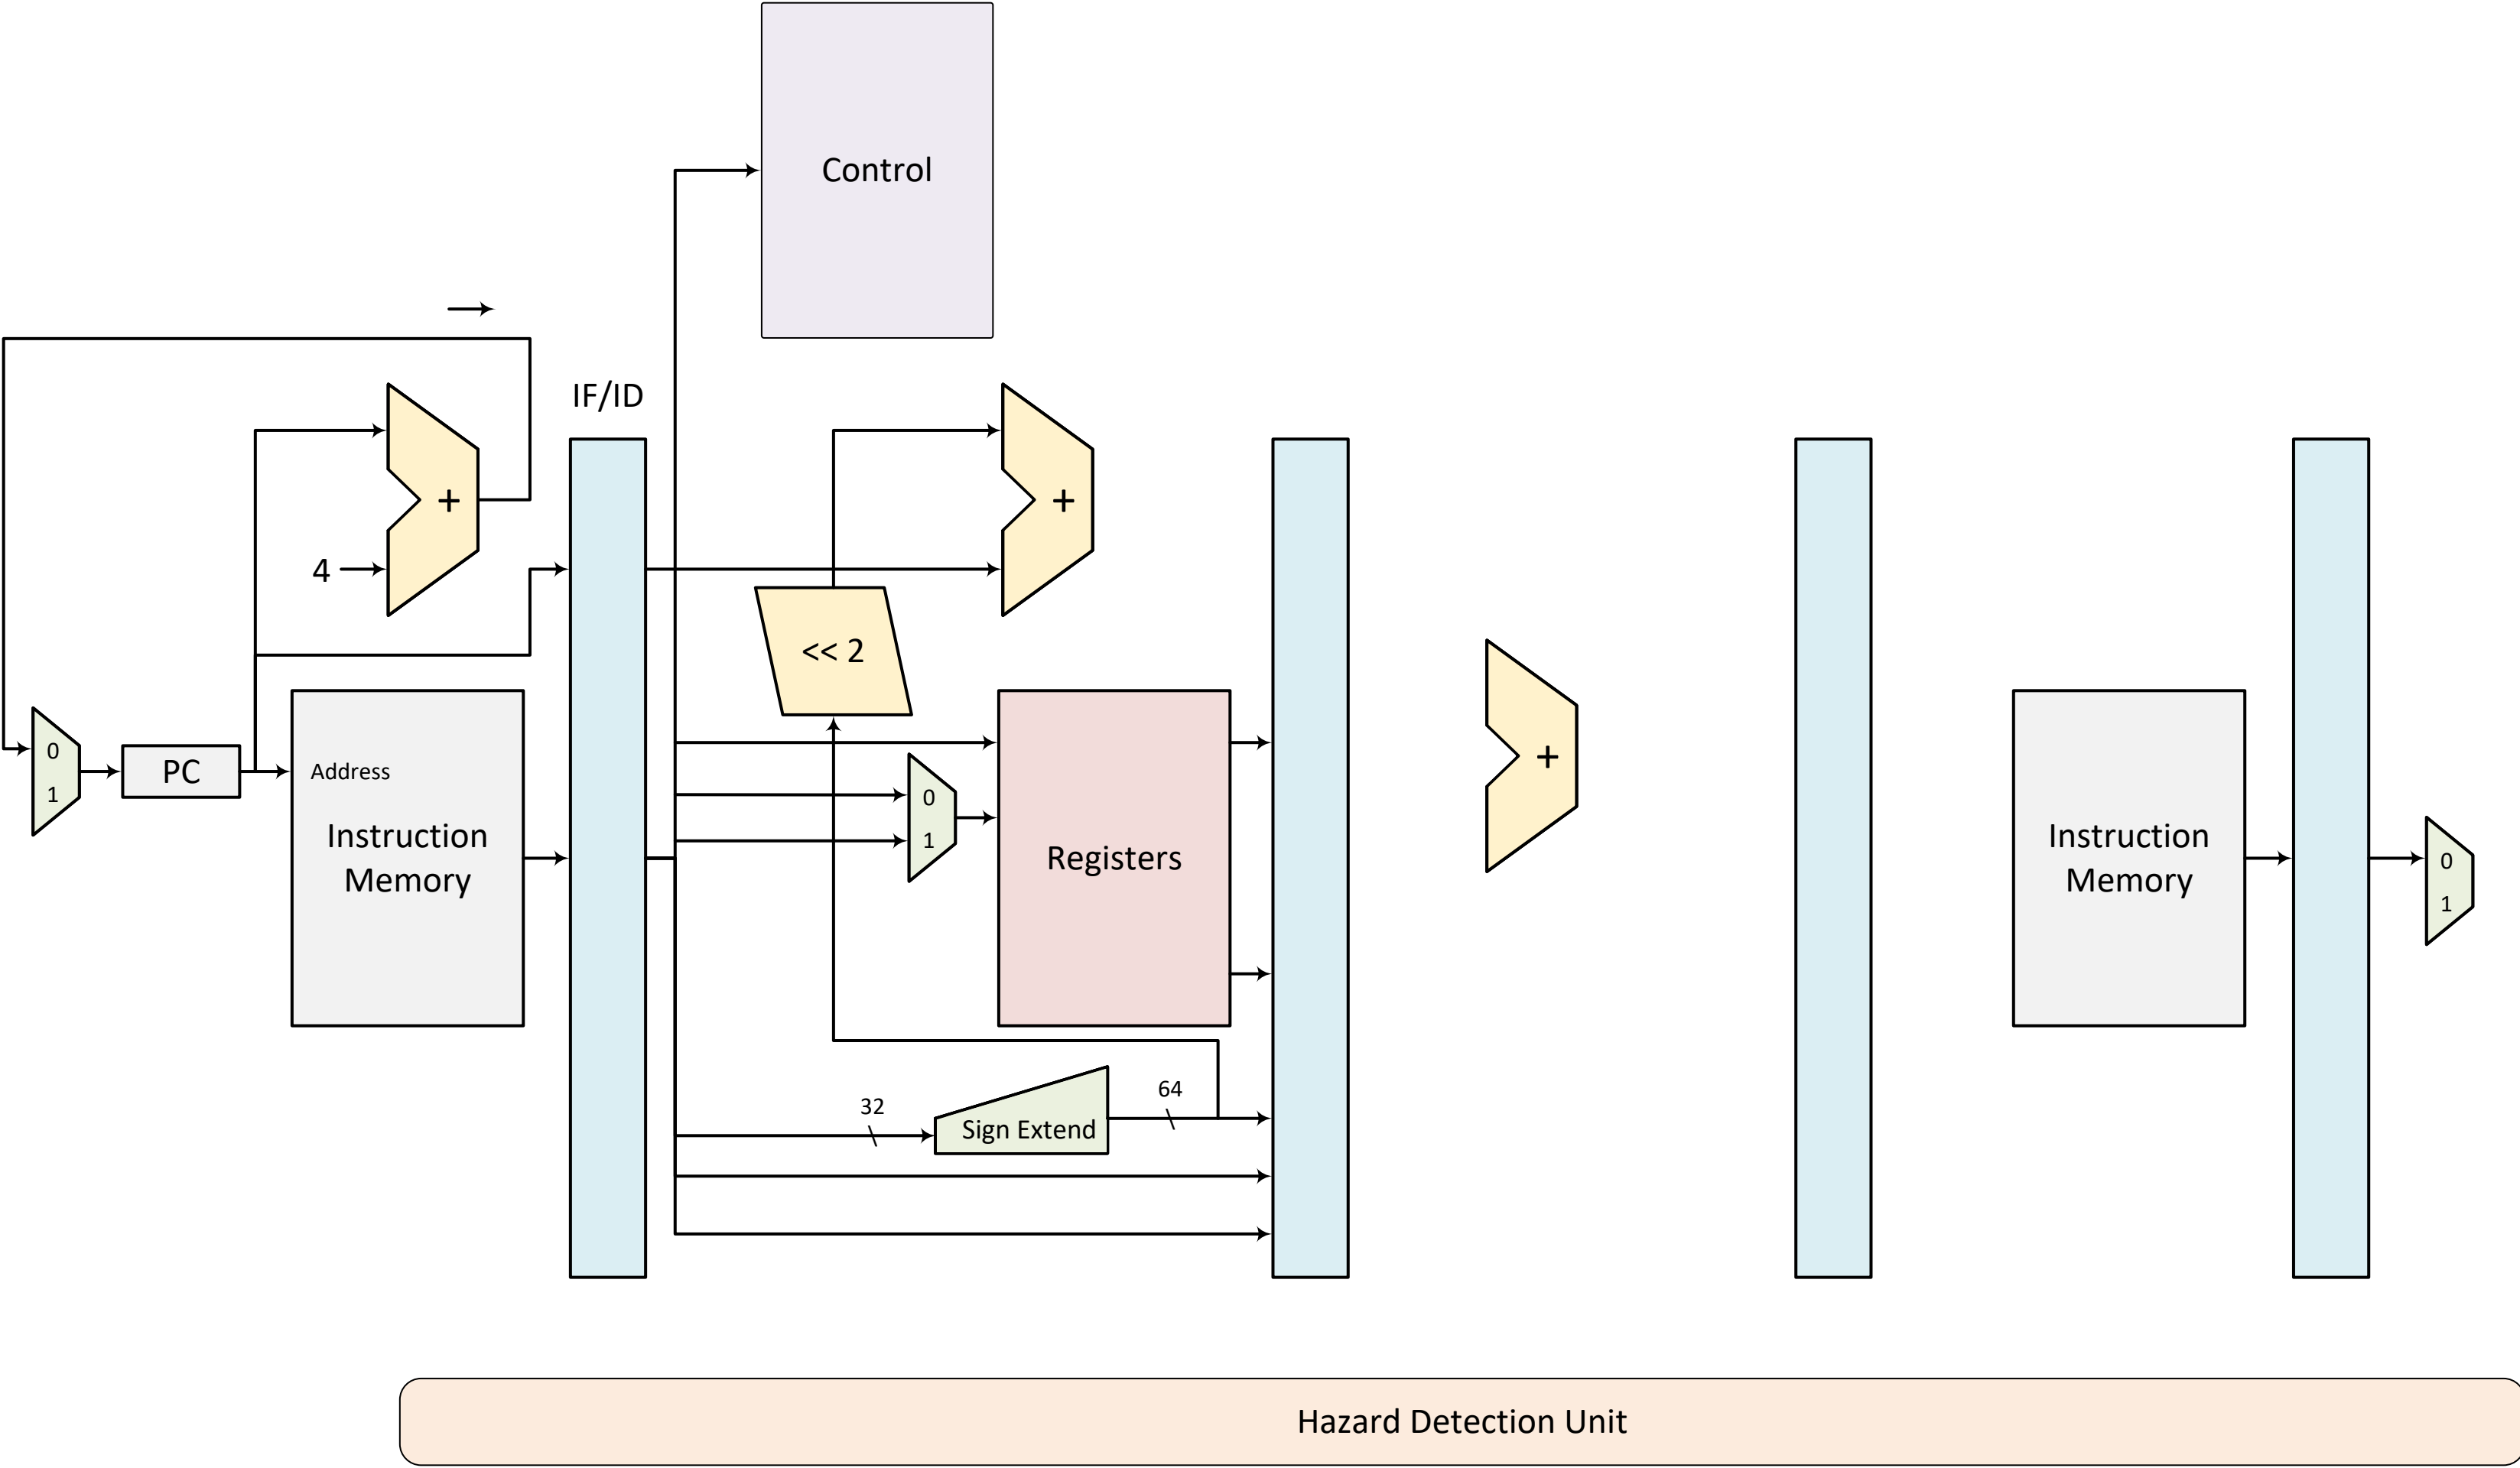 Control
IF/ID
+
+
4
<< 2
0
1
PC
Address
Instruction
Memory
0
1
Registers
+
Instruction
Memory
0
1
32
64
Sign Extend
Hazard Detection Unit